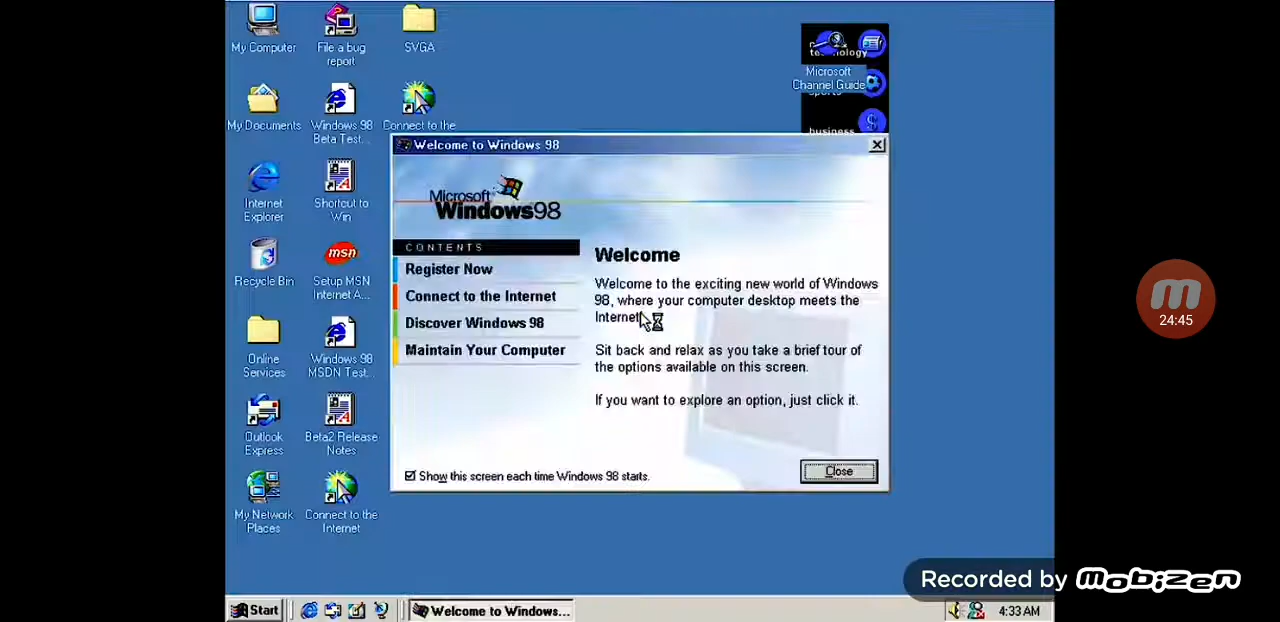 My Computer
File a bug
report
SVGA
My Documents
Windows 98
Beta Test...
Connect to the
Internet
Explorer
Shortcut to
Win
Recycle Bin
msn
Setup MSN
Internet A...
Online
Services
Windows 98
MSDN Test...
Outlook
Express
Beta2 Release
Notes
My Network
Places
Connect to the
Internet
technology
Microsoft
Channel Guide
business
Welcome to Windows 98
Microsoft
Windows98
CONTENTS
Register Now
Connect to the Internet
Discover Windows 98
Maintain Your Computer
Welcome
Welcome to the exciting new world of Windows
98, where your computer desktop meets the
Internet
Sit back and relax as you take a brief tour of
the options available on this screen.
If you want to explore an option, just click it.
Show this screen each time Windows 98 starts.
Close
24:45
Recorded by mobizen
Start
Welcome to Windows...
4:33 AM